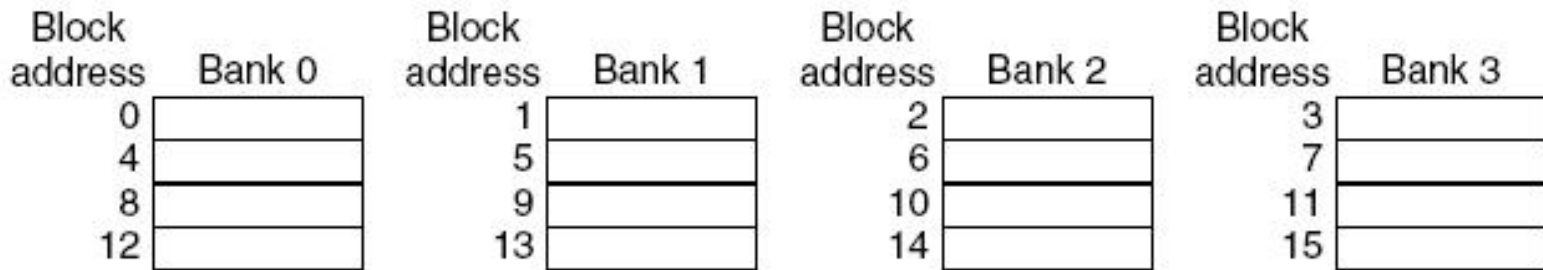 Block Block Block Block
address Bank 0 address Bank 1 address Bank 2 address Bank 3
0 1 2 3
4 5 6 7
8 9 10 11
12 13 14 15